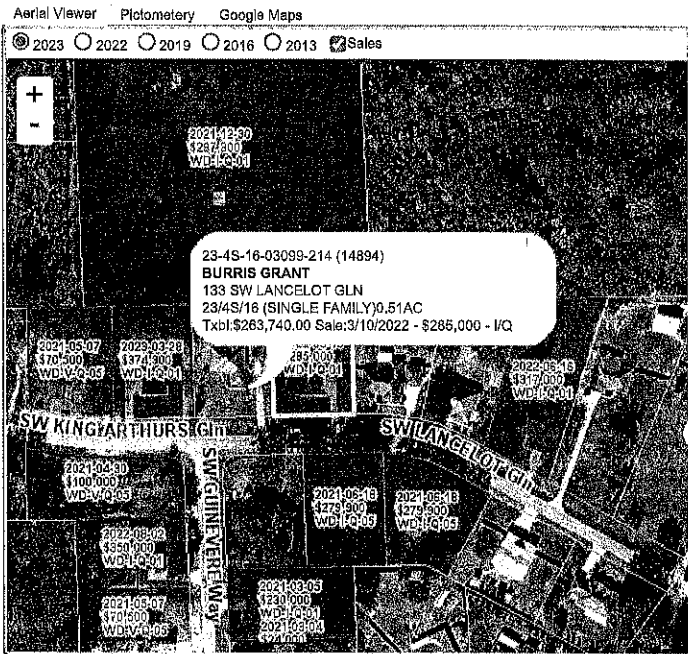 Aerial Viewer Pictometery Google Maps
2023 2022 2019 2016 2013 Sales
+
-
2021-12-30
$287,900
WD-I-Q-01
23-4S-16-03099-214 (14894)
BURRIS GRANT
133 SW LANCELOT GLN
23/4S/16 (SINGLE FAMILY)0.51AC
Txbl:$263,740.00 Sale:3/10/2022 - $285,000 - I/Q
2021-05-07
$70,500
WD-V-Q-05
2023-03-28
$374,900
WD-I-Q-01
285,000
WD-I-Q-01
2022-06-16
$317,000
WD-I-Q-01
SW KING ARTHURS Gln
SW LANCELOT Gln
2021-04-30
$100,000
WD-V-Q-05
SW GUINEVERE Way
2021-06-18
$279,900
WD-I-Q-05
2021-06-18
$279,900
WD-I-Q-05
2022-08-02
$350,000
WD-I-Q-01
2021-05-07
$70,500
WD-V-Q-05
2021-03-05
$230,000
WD-I-Q-01
2021-03-04